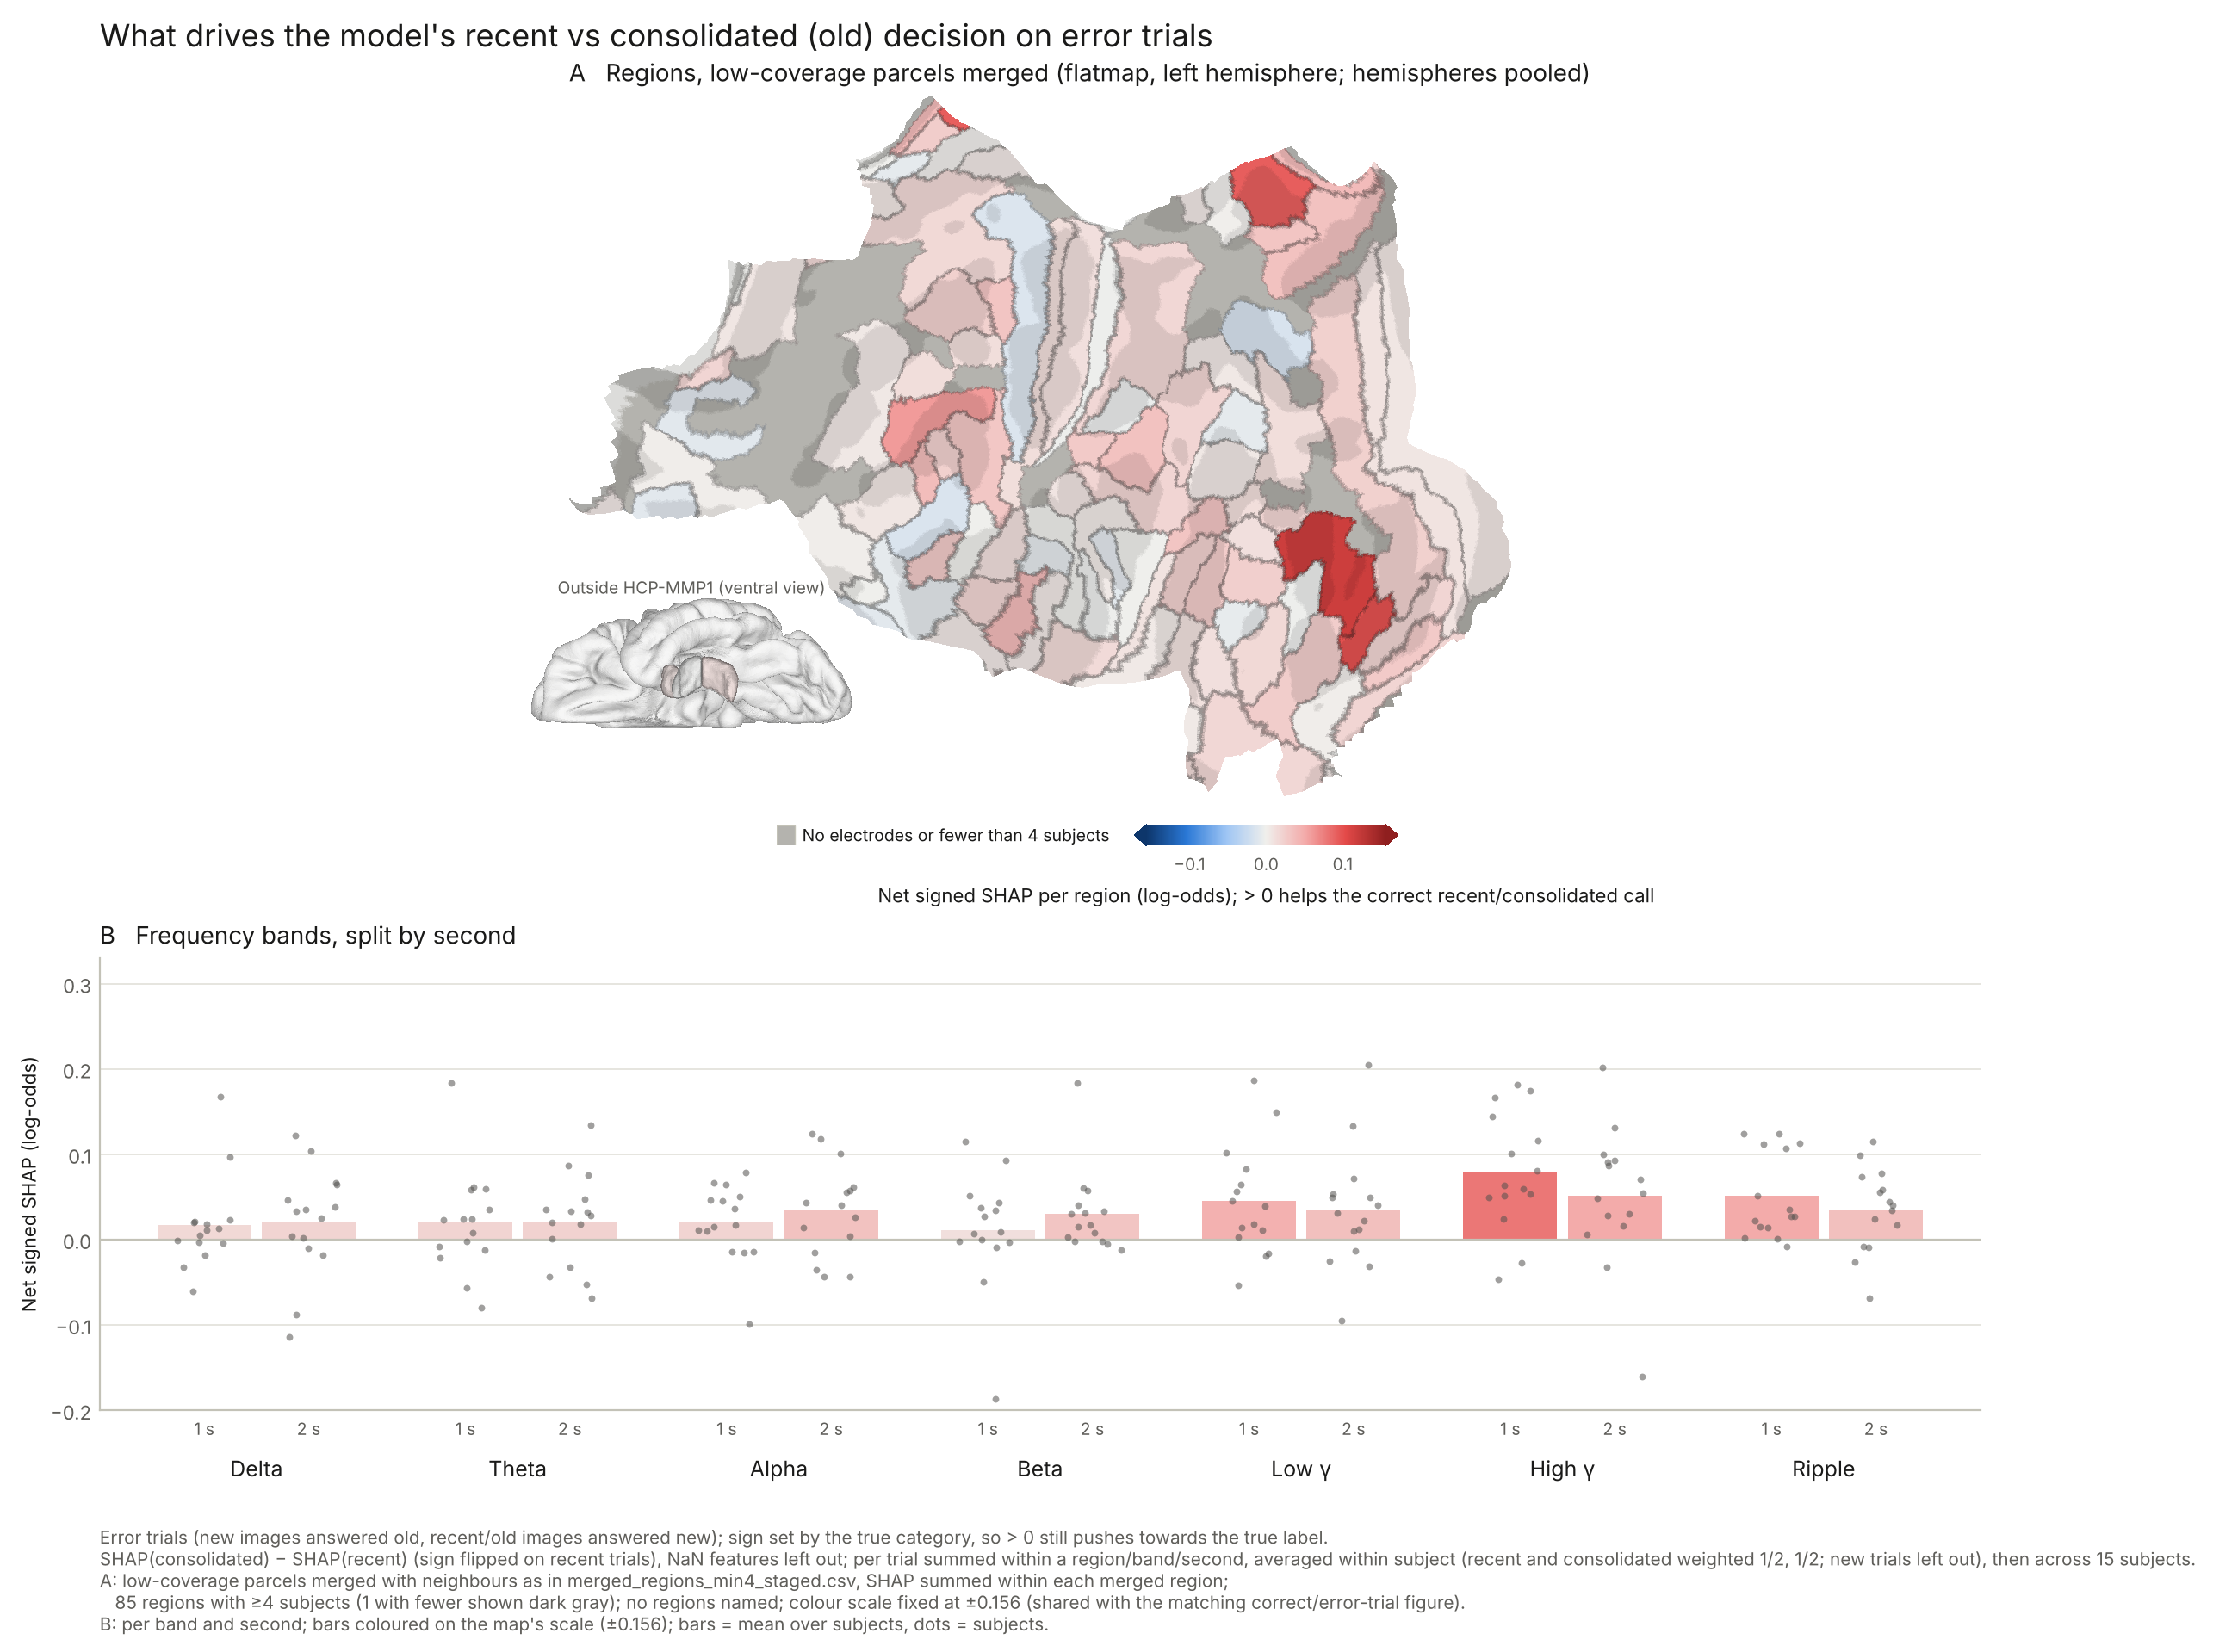 What drives the model's recent vs consolidated (old) decision on error trials
A Regions, low-coverage parcels merged (flatmap, left hemisphere; hemispheres pooled)
Outside HCP-MMP1 (ventral view)
No electrodes or fewer than 4 subjects
−0.1 0.0 0.1
Net signed SHAP per region (log-odds); > 0 helps the correct recent/consolidated call
B Frequency bands, split by second
Net signed SHAP (log-odds)
0.3
0.2
0.1
0.0
−0.1
−0.2
1 s 2 s 1 s 2 s 1 s 2 s 1 s 2 s 1 s 2 s 1 s 2 s 1 s 2 s
Delta Theta Alpha Beta Low γ High γ Ripple
Error trials (new images answered old, recent/old images answered new); sign set by the true category, so > 0 still pushes towards the true label.
SHAP(consolidated) − SHAP(recent) (sign flipped on recent trials), NaN features left out; per trial summed within a region/band/second, averaged within subject (recent and consolidated weighted 1/2, 1/2; new trials left out), then across 15 subjects.
A: low-coverage parcels merged with neighbours as in merged_regions_min4_staged.csv, SHAP summed within each merged region;
85 regions with ≥4 subjects (1 with fewer shown dark gray); no regions named; colour scale fixed at ±0.156 (shared with the matching correct/error-trial figure).
B: per band and second; bars coloured on the map's scale (±0.156); bars = mean over subjects, dots = subjects.